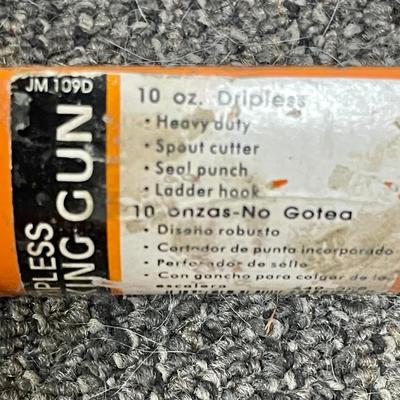 JM 109D
PLESS
KING GUN
10 oz. Dripless
• Heavy duty
• Spout cutter
• Seal punch
• Ladder hook
10 onzas-No Gotea
• Diseño robusto
• Cortador de punta incorporado
• Perforador de sello
• Con gancho para colgar de la
escalera